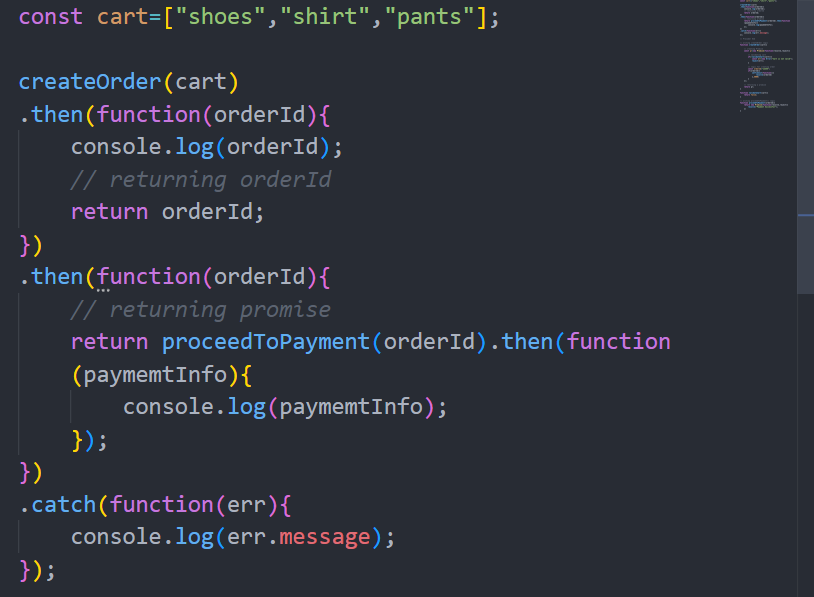 const cart=["shoes","shirt","pants"];
createOrder(cart)
.then(function(orderId){
console.log(orderId);
// returning orderId
return orderId;
})
.then(function(orderId){
// returning promise
return proceedToPayment(orderId).then(function
(paymemtInfo){
console.log(paymemtInfo);
});
})
.catch(function(err){
console.log(err.message);
});